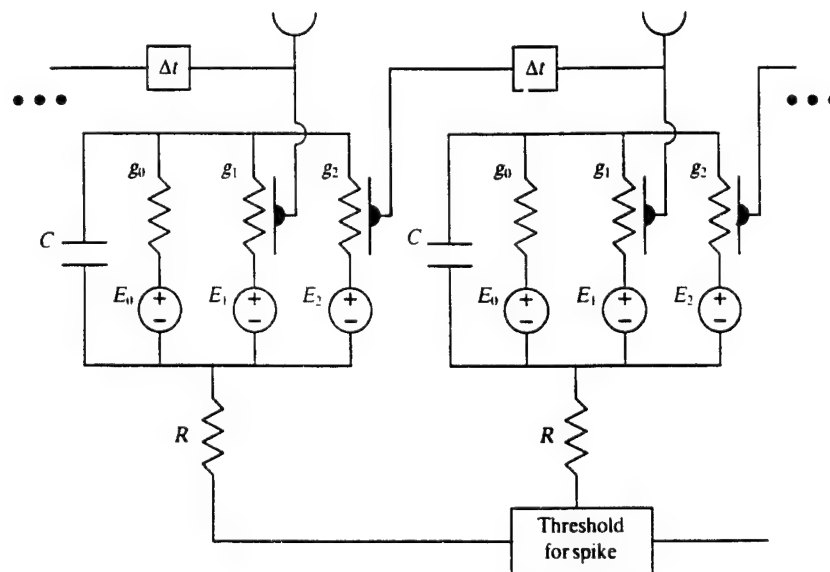 Δt
Δt
• • •
• • •
g₀
g₁
g₂
g₀
g₁
g₂
C
C
E₀
E₁
E₂
E₀
E₁
E₂
R
R
Threshold
for spike